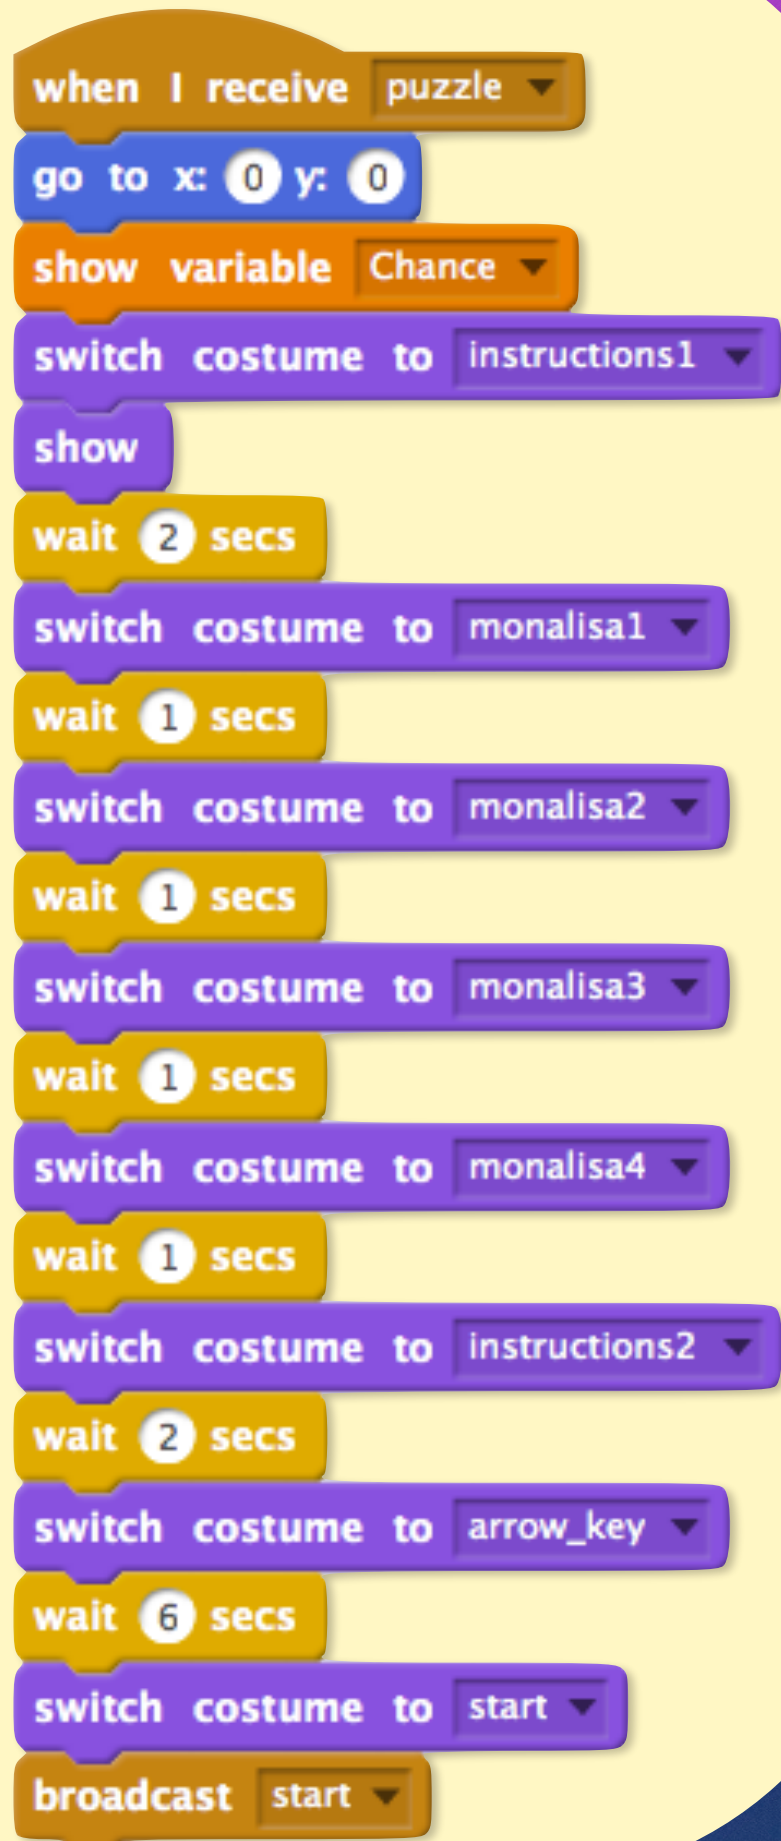 when I receive puzzle
go to x: 0 y: 0
show variable Chance
switch costume to instructions1
show
wait 2 secs
switch costume to monalisa1
wait 1 secs
switch costume to monalisa2
wait 1 secs
switch costume to monalisa3
wait 1 secs
switch costume to monalisa4
wait 1 secs
switch costume to instructions2
wait 2 secs
switch costume to arrow_key
wait 6 secs
switch costume to start
broadcast start